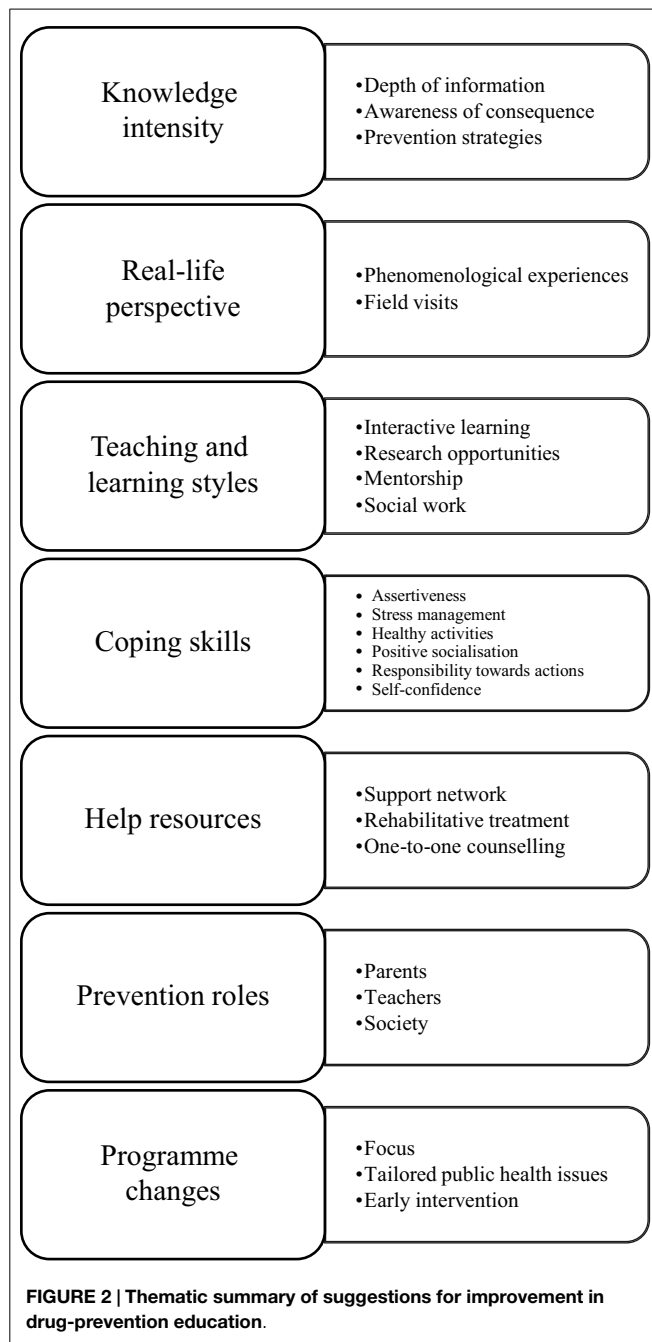 Knowledge
intensity
•Depth of information
•Awareness of consequence
•Prevention strategies
Real-life
perspective
•Phenomenological experiences
•Field visits
Teaching and
learning styles
•Interactive learning
•Research opportunities
•Mentorship
•Social work
Coping skills
• Assertiveness
• Stress management
• Healthy activities
• Positive socialisation
• Responsibility towards actions
• Self-confidence
Help resources
•Support network
•Rehabilitative treatment
•One-to-one counselling
Prevention roles
•Parents
•Teachers
•Society
Programme
changes
•Focus
•Tailored public health issues
•Early intervention
FIGURE 2 | Thematic summary of suggestions for improvement in
drug-prevention education.